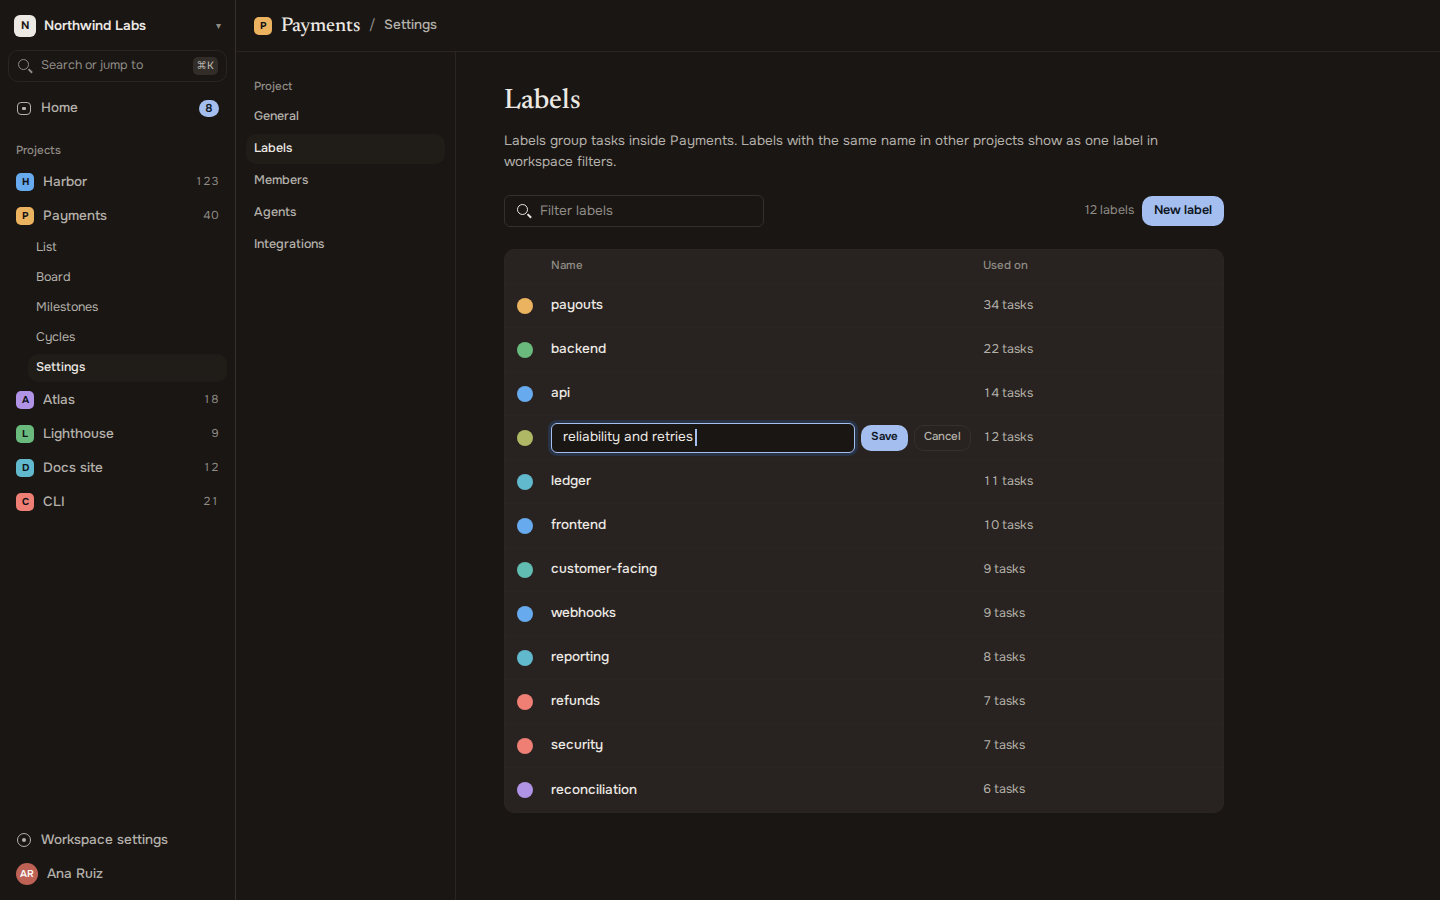 N Northwind Labs ▾
Search or jump to ⌘K
Home 8
Projects
H Harbor 123
P Payments 40
List
Board
Milestones
Cycles
Settings
A Atlas 18
L Lighthouse 9
D Docs site 12
C CLI 21
Workspace settings
AR Ana Ruiz
P Payments / Settings
Project
General
Labels
Members
Agents
Integrations
Labels
Labels group tasks inside Payments. Labels with the same name in other projects show as one label in
workspace filters.
Filter labels 12 labels New label
Name Used on
payouts 34 tasks
backend 22 tasks
api 14 tasks
reliability and retries Save Cancel 12 tasks
ledger 11 tasks
frontend 10 tasks
customer-facing 9 tasks
webhooks 9 tasks
reporting 8 tasks
refunds 7 tasks
security 7 tasks
reconciliation 6 tasks